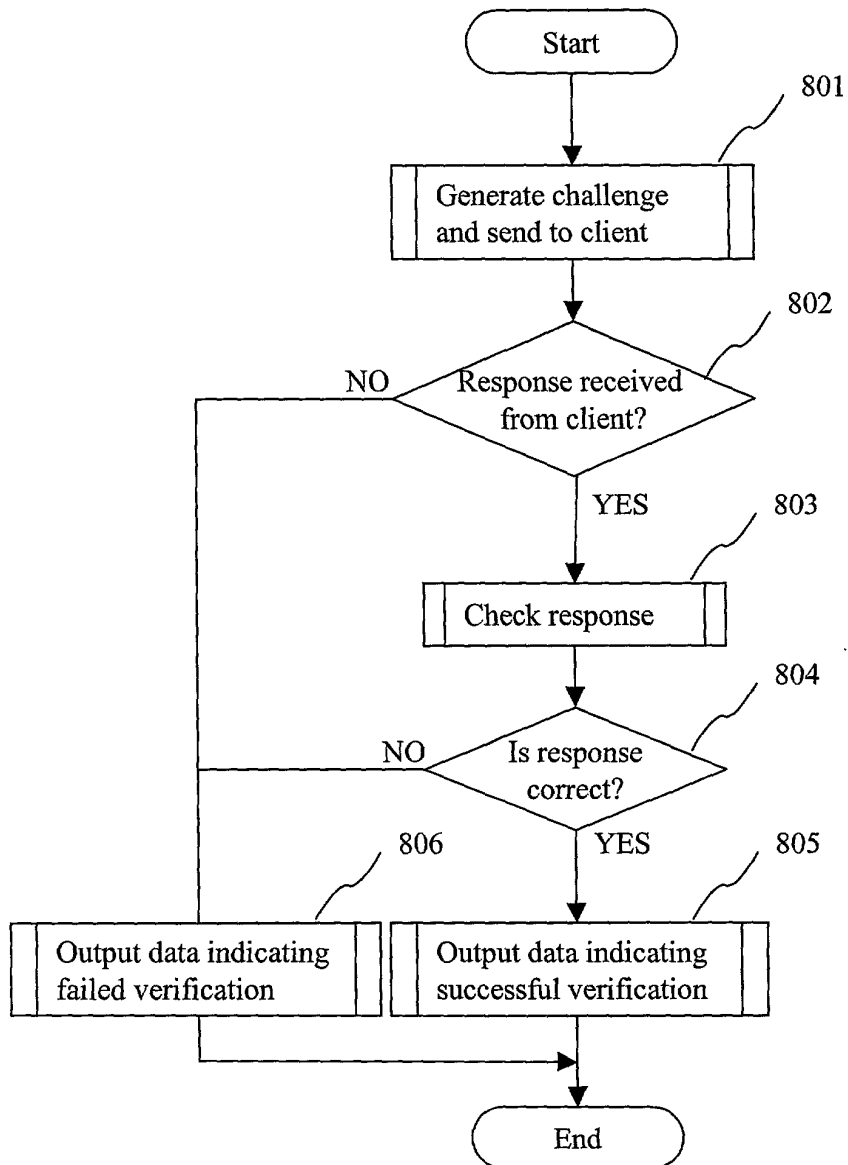 Start
801
Generate challenge
and send to client
802
NO
Response received
from client?
YES
803
Check response
804
NO
Is response
correct?
YES
806
805
Output data indicating
failed verification
Output data indicating
successful verification
End